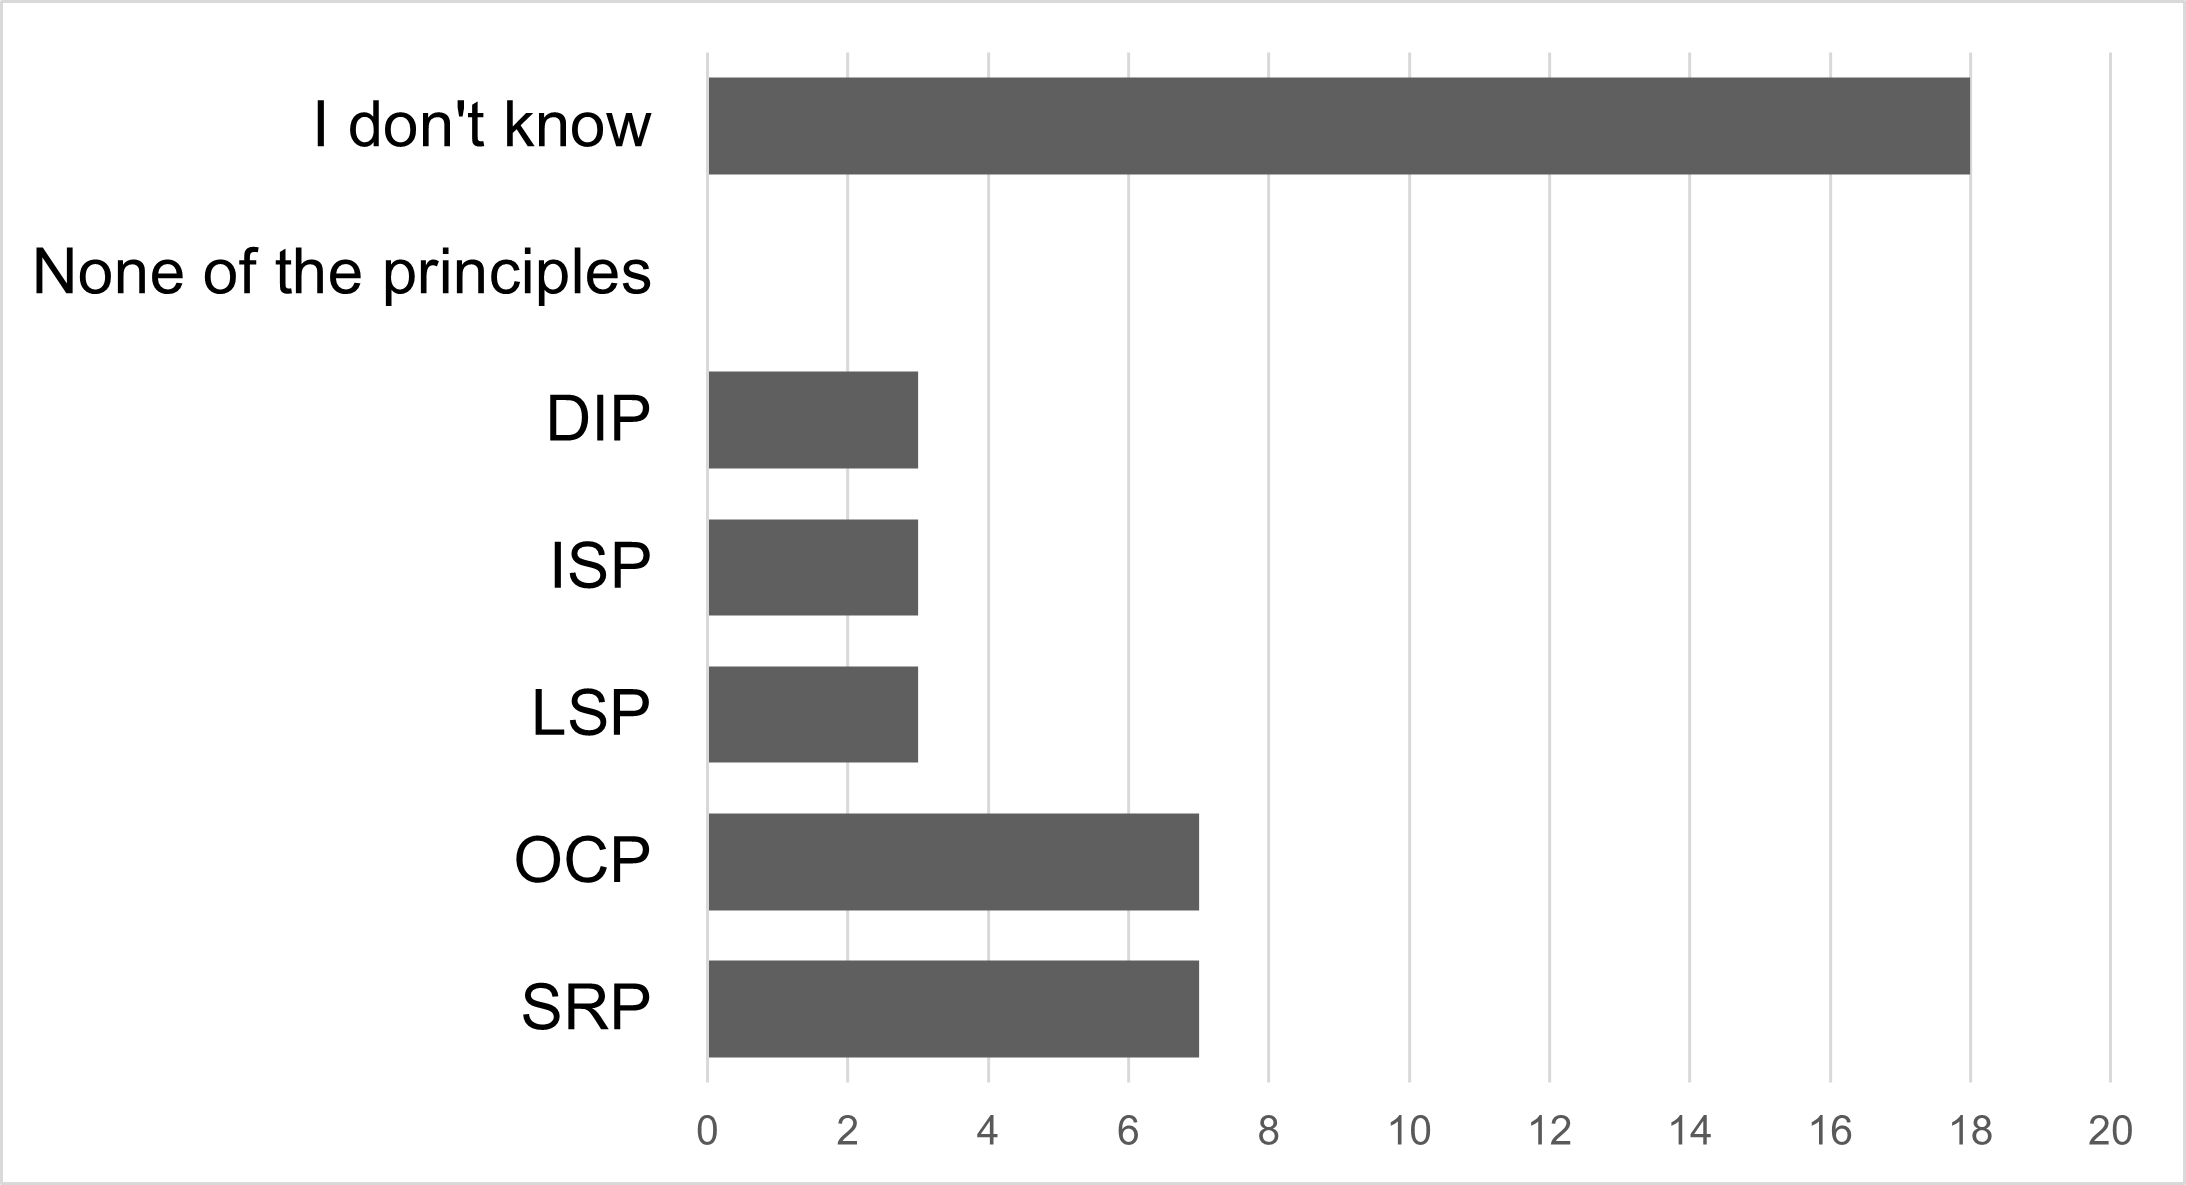 I don't know
None of the principles
DIP
ISP
LSP
OCP
SRP
0 2 4 6 8 10 12 14 16 18 20